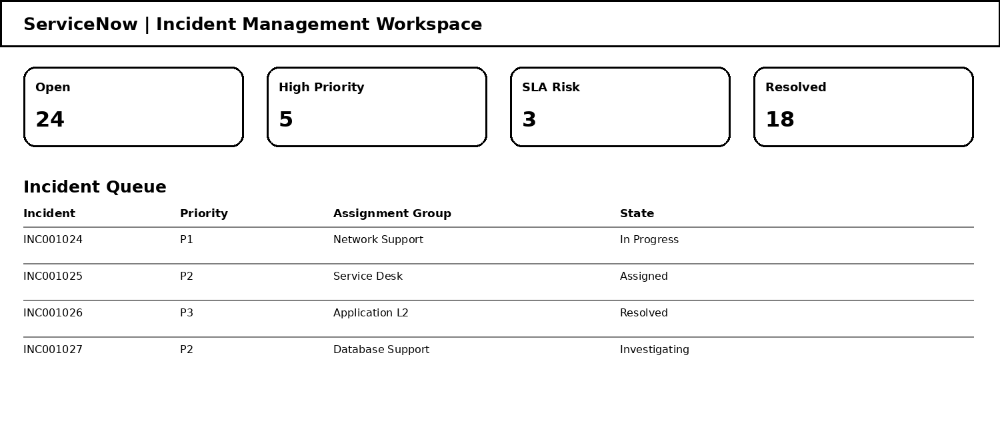 ServiceNow | Incident Management Workspace
Open
24
High Priority
5
SLA Risk
3
Resolved
18
Incident Queue
Incident Priority Assignment Group State
INC001024 P1 Network Support In Progress
INC001025 P2 Service Desk Assigned
INC001026 P3 Application L2 Resolved
INC001027 P2 Database Support Investigating